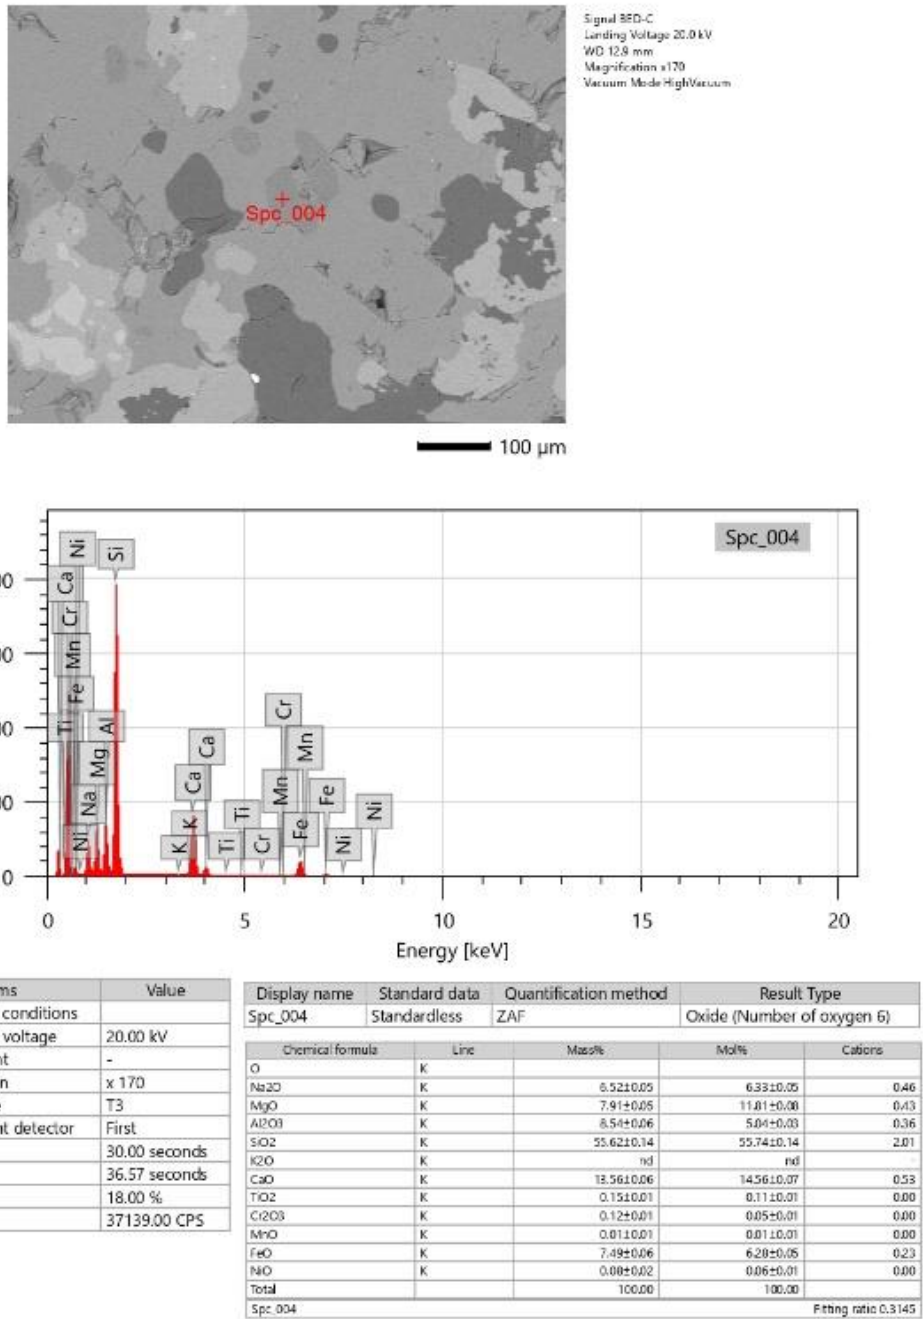 Signal BED-C
Landing Voltage 20.0 kV
WD 12.9 mm
Magnification x170
Vacuum Mode HighVacuum
Spc_004
100 μm
Spc_004
Ni
Si
Ca
Cr
Mn
Fe
Ti
Al
Mg
Na
Ni
K
K
Ca
Ca
Ti
Ti
Cr
Cr
Mn
Mn
Fe
Fe
Ni
Ni
0
0 5 10 15 20
Energy [keV]
ms Value
conditions
voltage 20.00 kV
nt -
n x 170
e T3
nt detector First
30.00 seconds
36.57 seconds
18.00 %
37139.00 CPS
Display name Standard data Quantification method Result Type
Spc_004 Standardless ZAF Oxide (Number of oxygen 6)
Chemical formula Line Mass% Mol% Cations
O K
Na2O K 6.52±0.05 6.33±0.05 0.46
MgO K 7.91±0.05 11.81±0.08 0.43
Al2O3 K 8.54±0.06 5.04±0.03 0.36
SiO2 K 55.62±0.14 55.74±0.14 2.01
K2O K nd nd
CaO K 13.56±0.06 14.56±0.07 0.53
TiO2 K 0.15±0.01 0.11±0.01 0.00
Cr2O3 K 0.12±0.01 0.05±0.01 0.00
MnO K 0.01±0.01 0.01±0.01 0.00
FeO K 7.49±0.06 6.28±0.05 0.23
NiO K 0.08±0.02 0.06±0.01 0.00
Total 100.00 100.00
Spc_004 Fitting ratio 0.3145